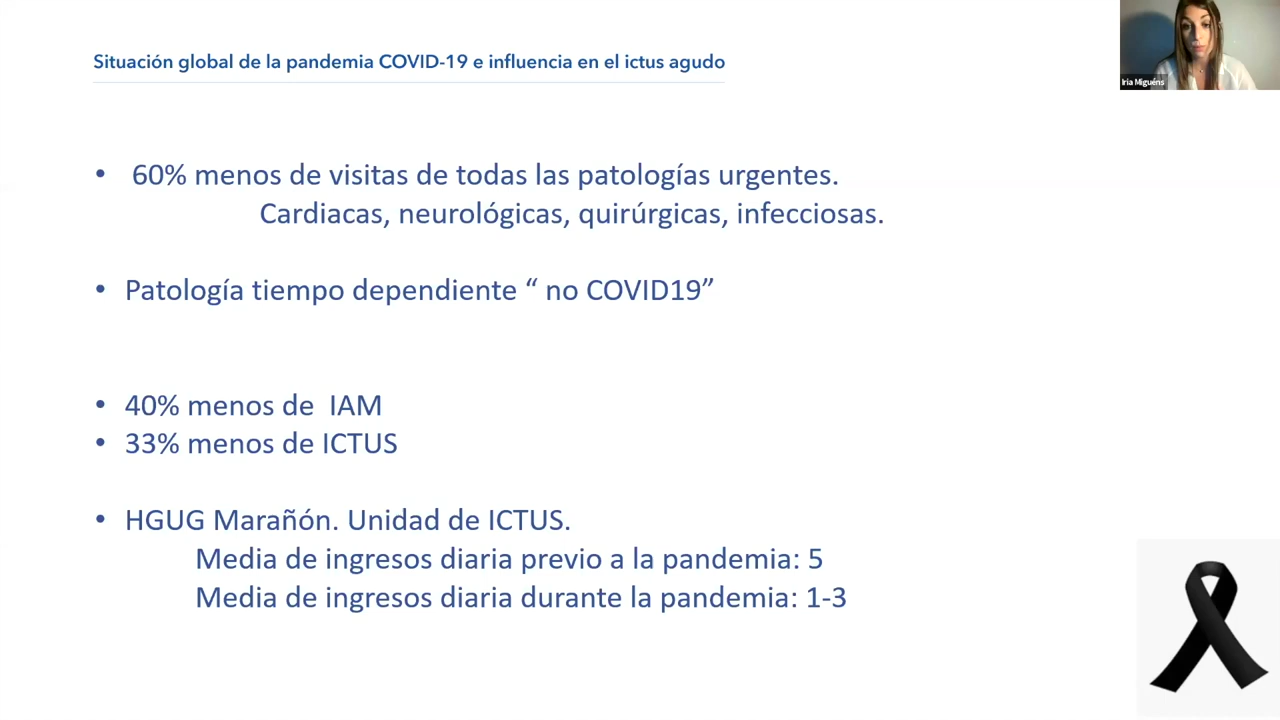 Situación global de la pandemia COVID-19 e influencia en el ictus agudo
Iria Miguéns
• 60% menos de visitas de todas las patologías urgentes.
Cardiacas, neurológicas, quirúrgicas, infecciosas.
• Patología tiempo dependiente “ no COVID19”
• 40% menos de IAM
• 33% menos de ICTUS
• HGUG Marañón. Unidad de ICTUS.
Media de ingresos diaria previo a la pandemia: 5
Media de ingresos diaria durante la pandemia: 1-3